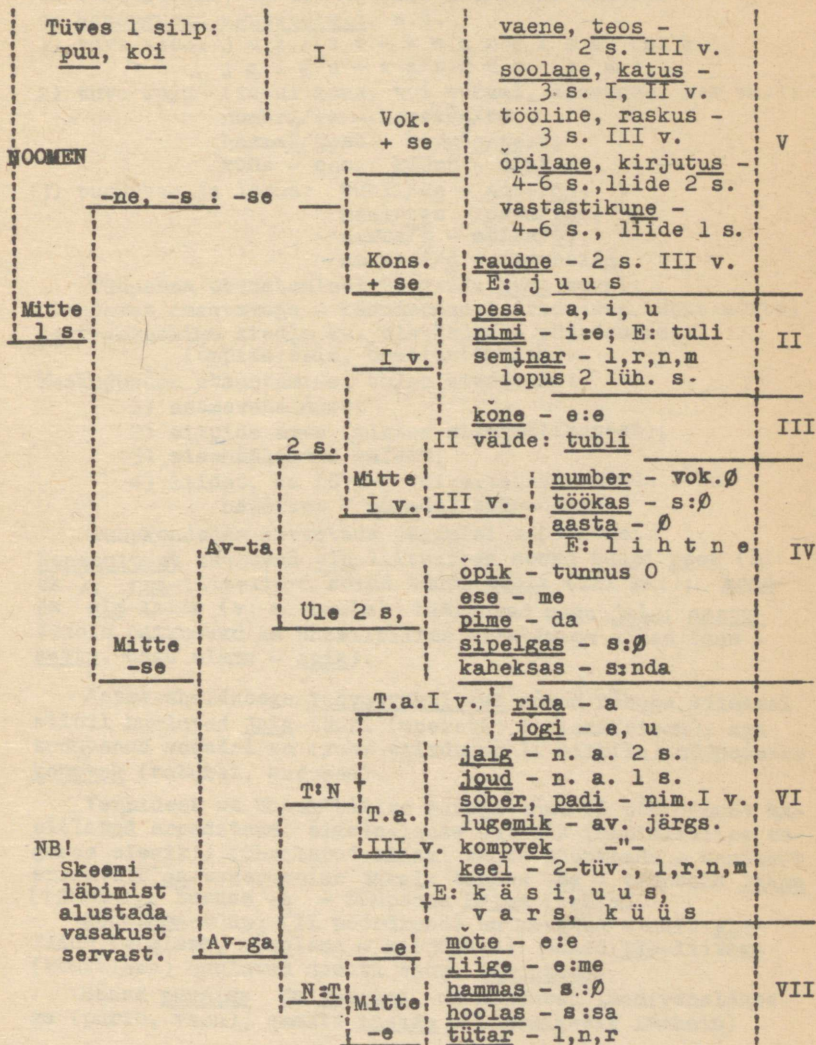 Tüves 1 silp:
puu, koi
I
vaene, teos -
2 s. III v.
soolane, katus -
3 s. I, II v.
tööline, raskus -
3 s. III v.
õpilane, kirjutus -
4-6 s., liide 2 s.
vastastikune -
4-6 s., liide 1 s.
V
Vok.
+ se
NOOMEN
-ne, -s : -se
Kons.
+ se
raudne - 2 s. III v.
E: j u u s
Mitte
1 s.
pesa - a, i, u
nimi - i:e; E: tuli
seminar - l,r,n,m
lopus 2 lüh. s.
II
I v.
kõne - e:e
III
II välde: tubli
2 s.
Mitte
I v.
III v.
number - vok.Ø
töökas - s:Ø
aasta - Ø
E: l i h t n e
IV
Av-ta
õpik - tunnus O
ese - me
pime - da
sipelgas - s:Ø
kaheksas - s:nda
Üle 2 s,
Mitte
-se
T.a.I v.
rida - a
jõgi - e, u
jalg - n. a. 2 s.
jõud - n. a. 1 s.
sõber, padi - nim.I v.
VI
T:N
T.a.
III v.
lugemik - av. järgs.
kompvek -"-
keel - 2-tüv., l,r,n,m
E: k ä s i, u u s,
v a r s, k ü ü s
NB!
Skeemi
läbimist
alustada
vasakust
servast.
Av-ga
-e
mõte - e:e
liige - e:me
N:T
Mitte
-e
hammas - s.:Ø
hoolas - s:sa
tütar - l,n,r
VII